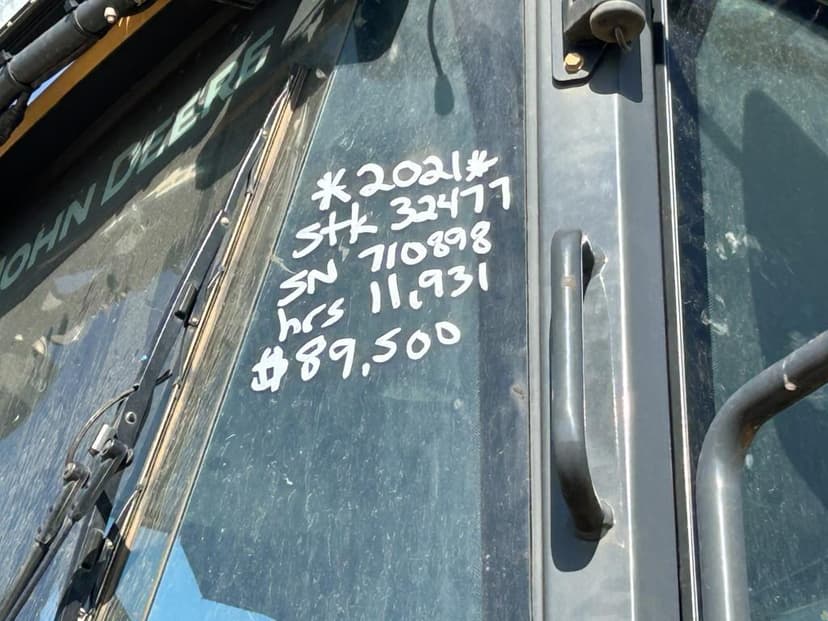 JOHN DEERE
*2021*
Stk 32477
SN 710898
hrs 11,931
$89,500